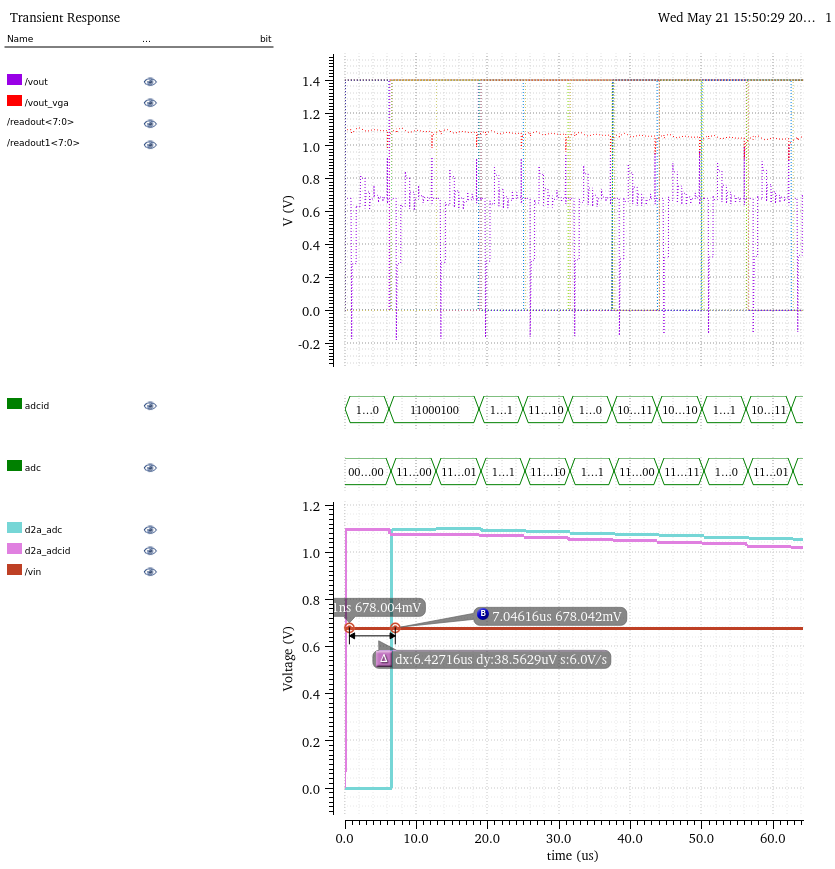 Transient Response Wed May 21 15:50:29 20... 1
Name ... bit
/vout
/vout_vga
/readout<7:0>
/readout1<7:0>
1.4
1.2
1.0
0.8
0.6
0.4
0.2
0.0
-0.2
V (V)
adcid
1...0 11000100 1...1 11...10 1...0 10...11 10...10 1...1 10...11
adc
00...00 11...00 11...01 1...1 11...10 1...1 11...00 11...11 1...0 11...01
d2a_adc
d2a_adcid
/vin
1.2
1.0
0.8
0.6
0.4
0.2
0.0
Voltage (V)
1ns 678.004mV
B 7.04616us 678.042mV
Δ dx:6.42716us dy:38.5629uV s:6.0V/s
0.0 10.0 20.0 30.0 40.0 50.0 60.0
time (us)